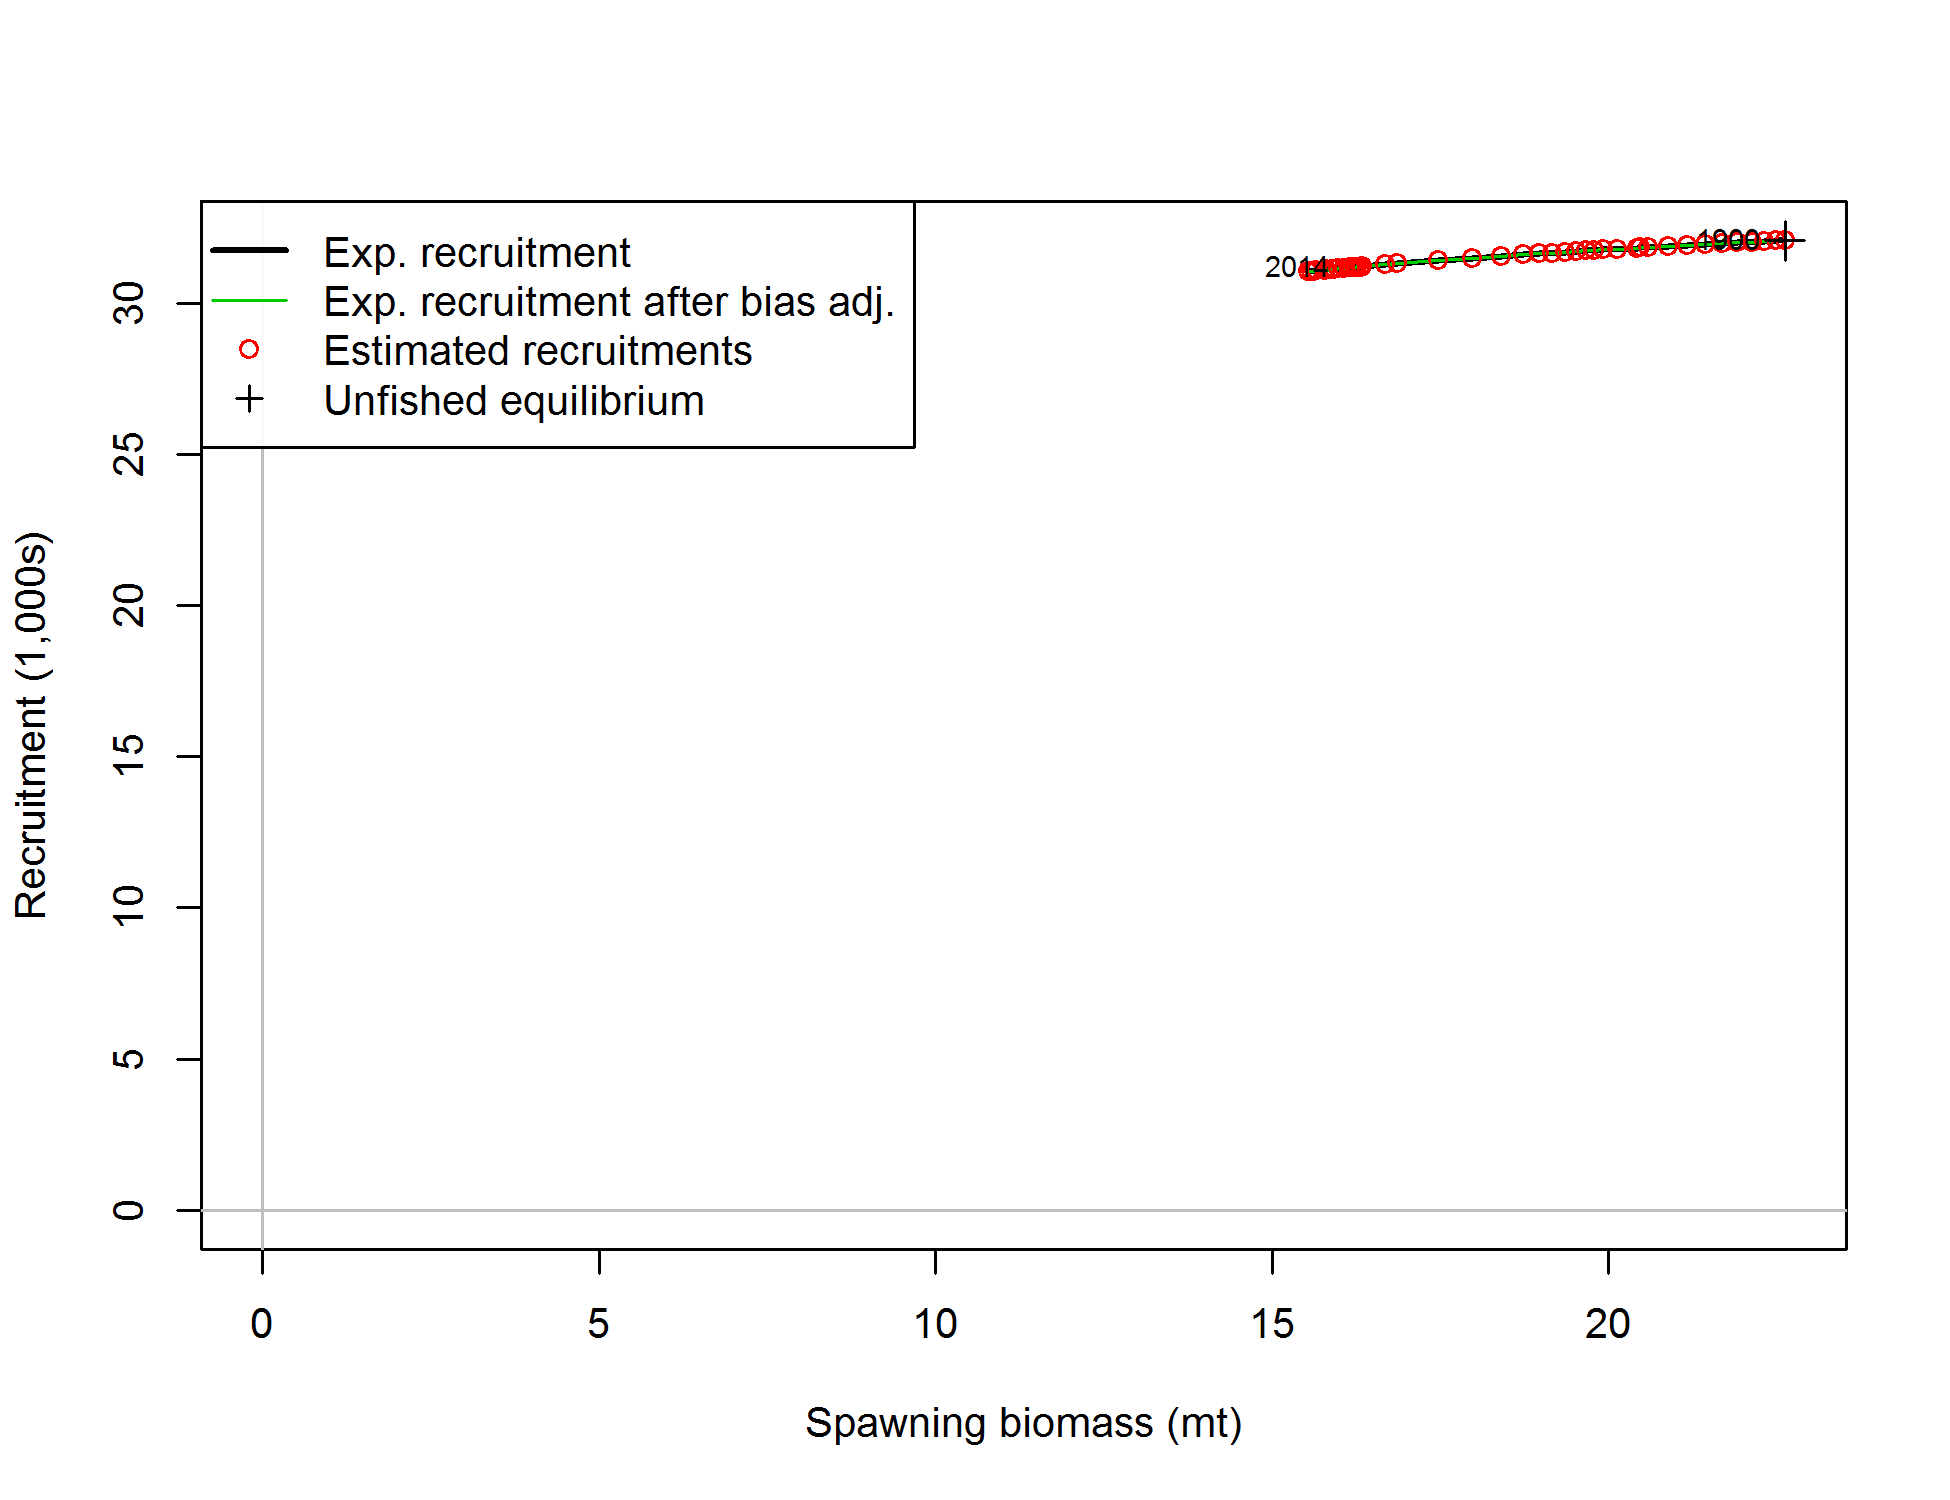 Exp. recruitment
Exp. recruitment after bias adj.
Estimated recruitments
Unfished equilibrium
2014
30
25
20
15
10
5
0
Recruitment (1,000s)
0
5
10
15
20
Spawning biomass (mt)